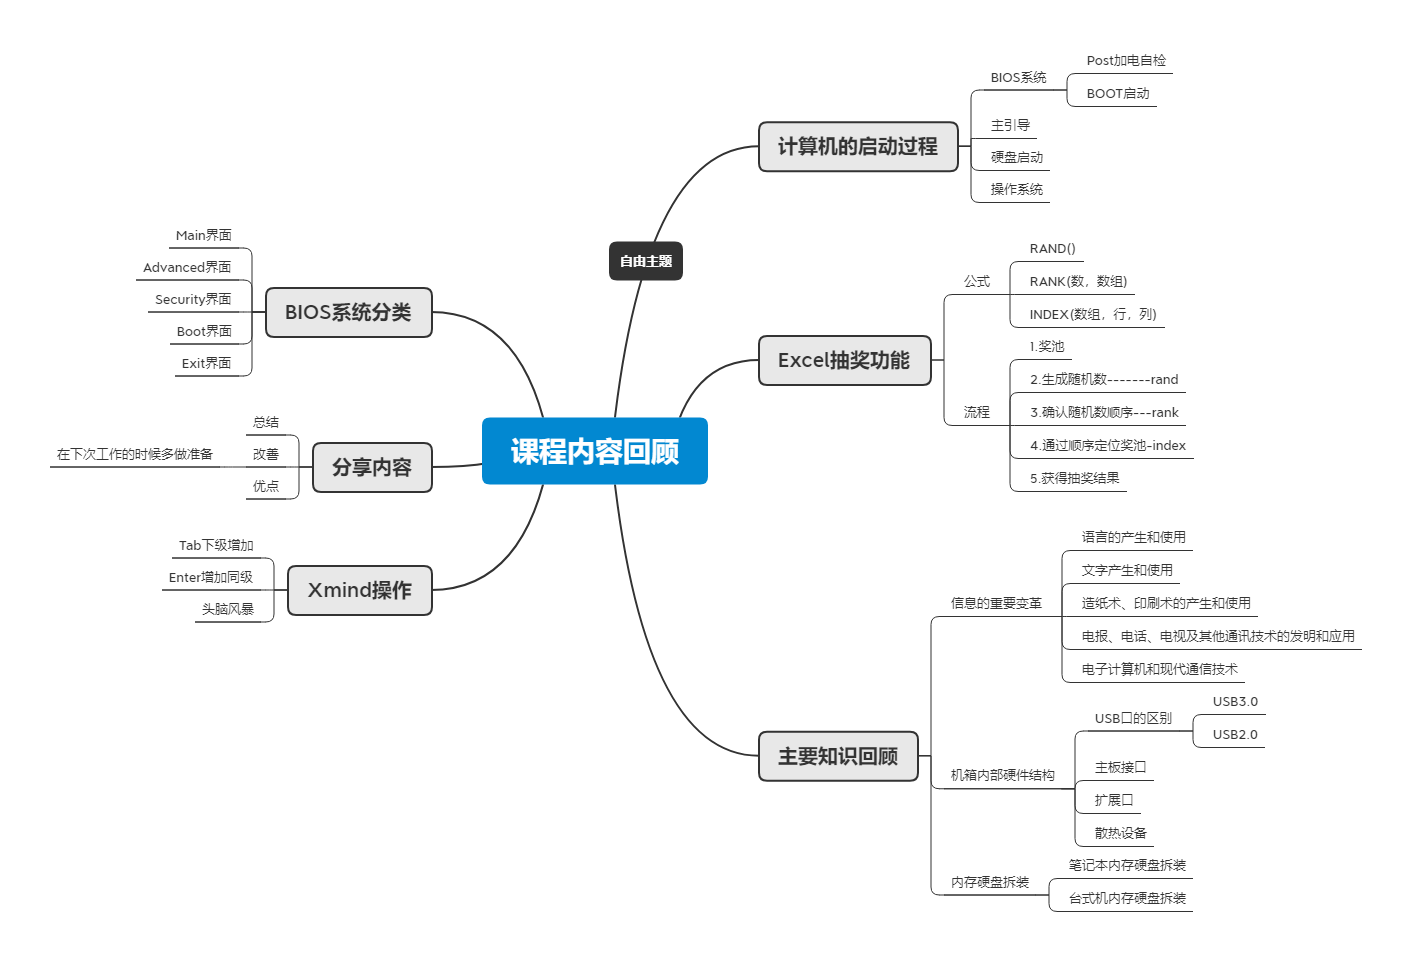 课程内容回顾
自由主题
计算机的启动过程
BIOS系统
Post加电自检
BOOT启动
主引导
硬盘启动
操作系统
Excel抽奖功能
公式
RAND()
RANK(数，数组)
INDEX(数组，行，列)
流程
1.奖池
2.生成随机数-------rand
3.确认随机数顺序---rank
4.通过顺序定位奖池-index
5.获得抽奖结果
主要知识回顾
信息的重要变革
语言的产生和使用
文字产生和使用
造纸术、印刷术的产生和使用
电报、电话、电视及其他通讯技术的发明和应用
电子计算机和现代通信技术
机箱内部硬件结构
USB口的区别
USB3.0
USB2.0
主板接口
扩展口
散热设备
内存硬盘拆装
笔记本内存硬盘拆装
台式机内存硬盘拆装
BIOS系统分类
Main界面
Advanced界面
Security界面
Boot界面
Exit界面
分享内容
总结
改善
在下次工作的时候多做准备
优点
Xmind操作
Tab下级增加
Enter增加同级
头脑风暴